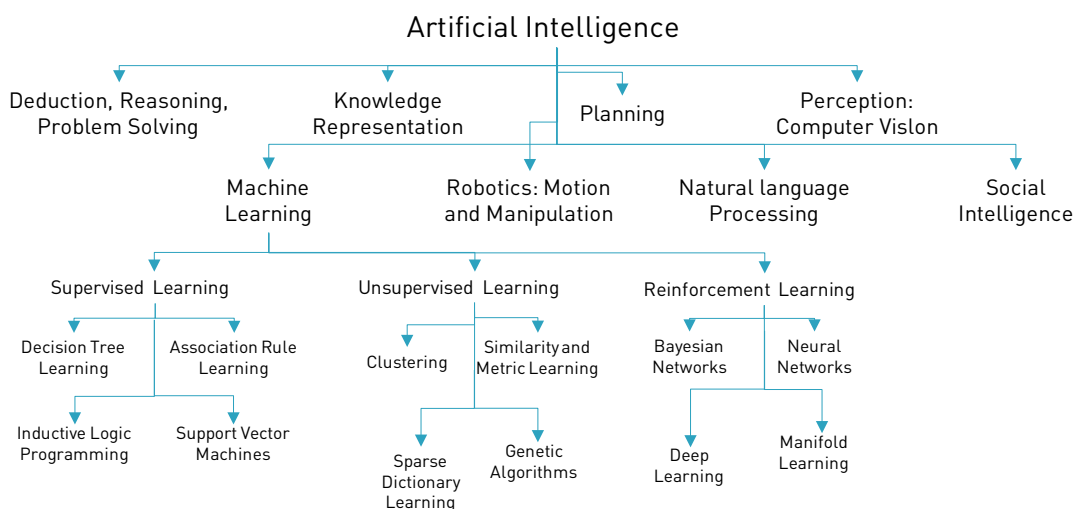 Artificial Intelligence
Deduction, Reasoning,
Problem Solving
Knowledge
Representation
Planning
Perception:
Computer Vislon
Machine
Learning
Robotics: Motion
and Manipulation
Natural language
Processing
Social
Intelligence
Supervised Learning
Unsupervised Learning
Reinforcement Learning
Decision Tree
Learning
Association Rule
Learning
Clustering
Similarity and
Metric Learning
Bayesian
Networks
Neural
Networks
Inductive Logic
Programming
Support Vector
Machines
Sparse
Dictionary
Learning
Genetic
Algorithms
Deep
Learning
Manifold
Learning